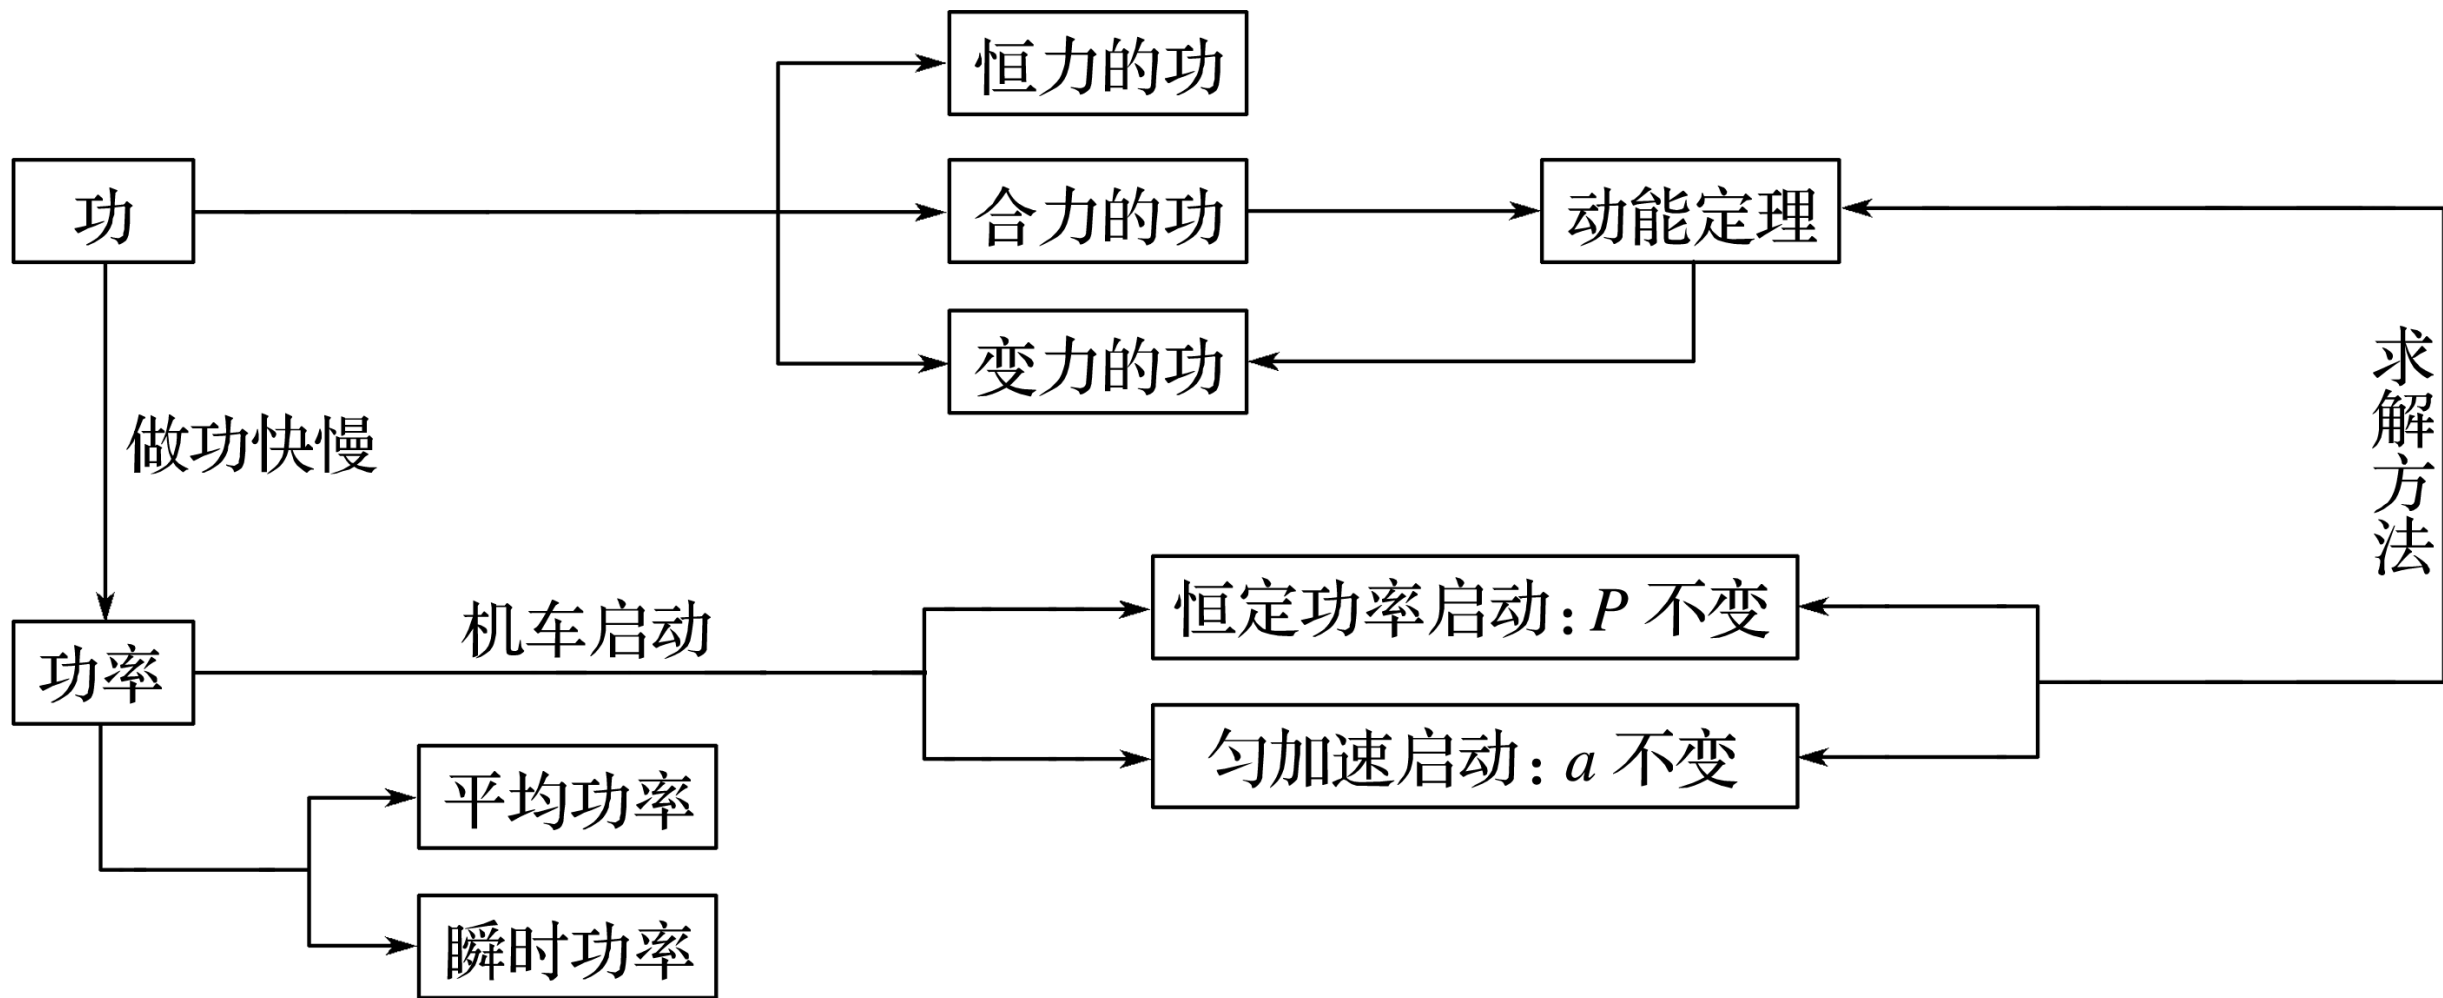 恒力的功
功
合力的功
动能定理
变力的功
做功快慢
求解方法
机车启动
恒定功率启动：P 不变
功率
匀加速启动：a 不变
平均功率
瞬时功率